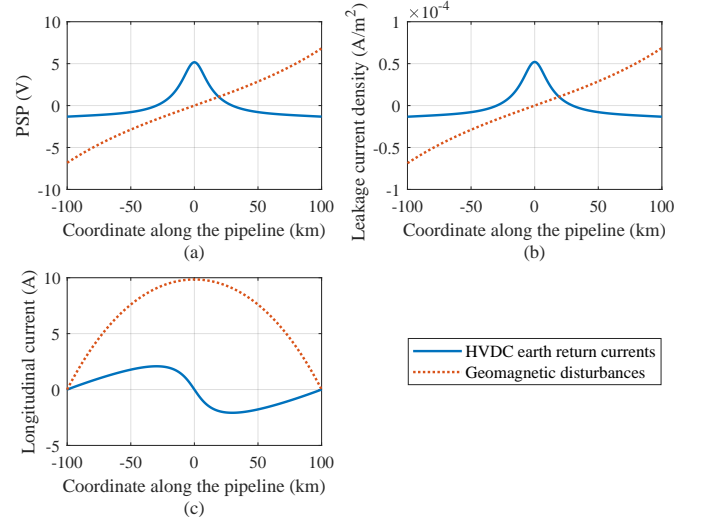 10
5
0
-5
-10
PSP (V)
-100 -50 0 50 100
Coordinate along the pipeline (km)
(a)
×10⁻⁴
1
0.5
0
-0.5
-1
Leakage current density (A/m²)
-100 -50 0 50 100
Coordinate along the pipeline (km)
(b)
10
5
0
-5
Longitudinal current (A)
-100 -50 0 50 100
Coordinate along the pipeline (km)
(c)
HVDC earth return currents
Geomagnetic disturbances